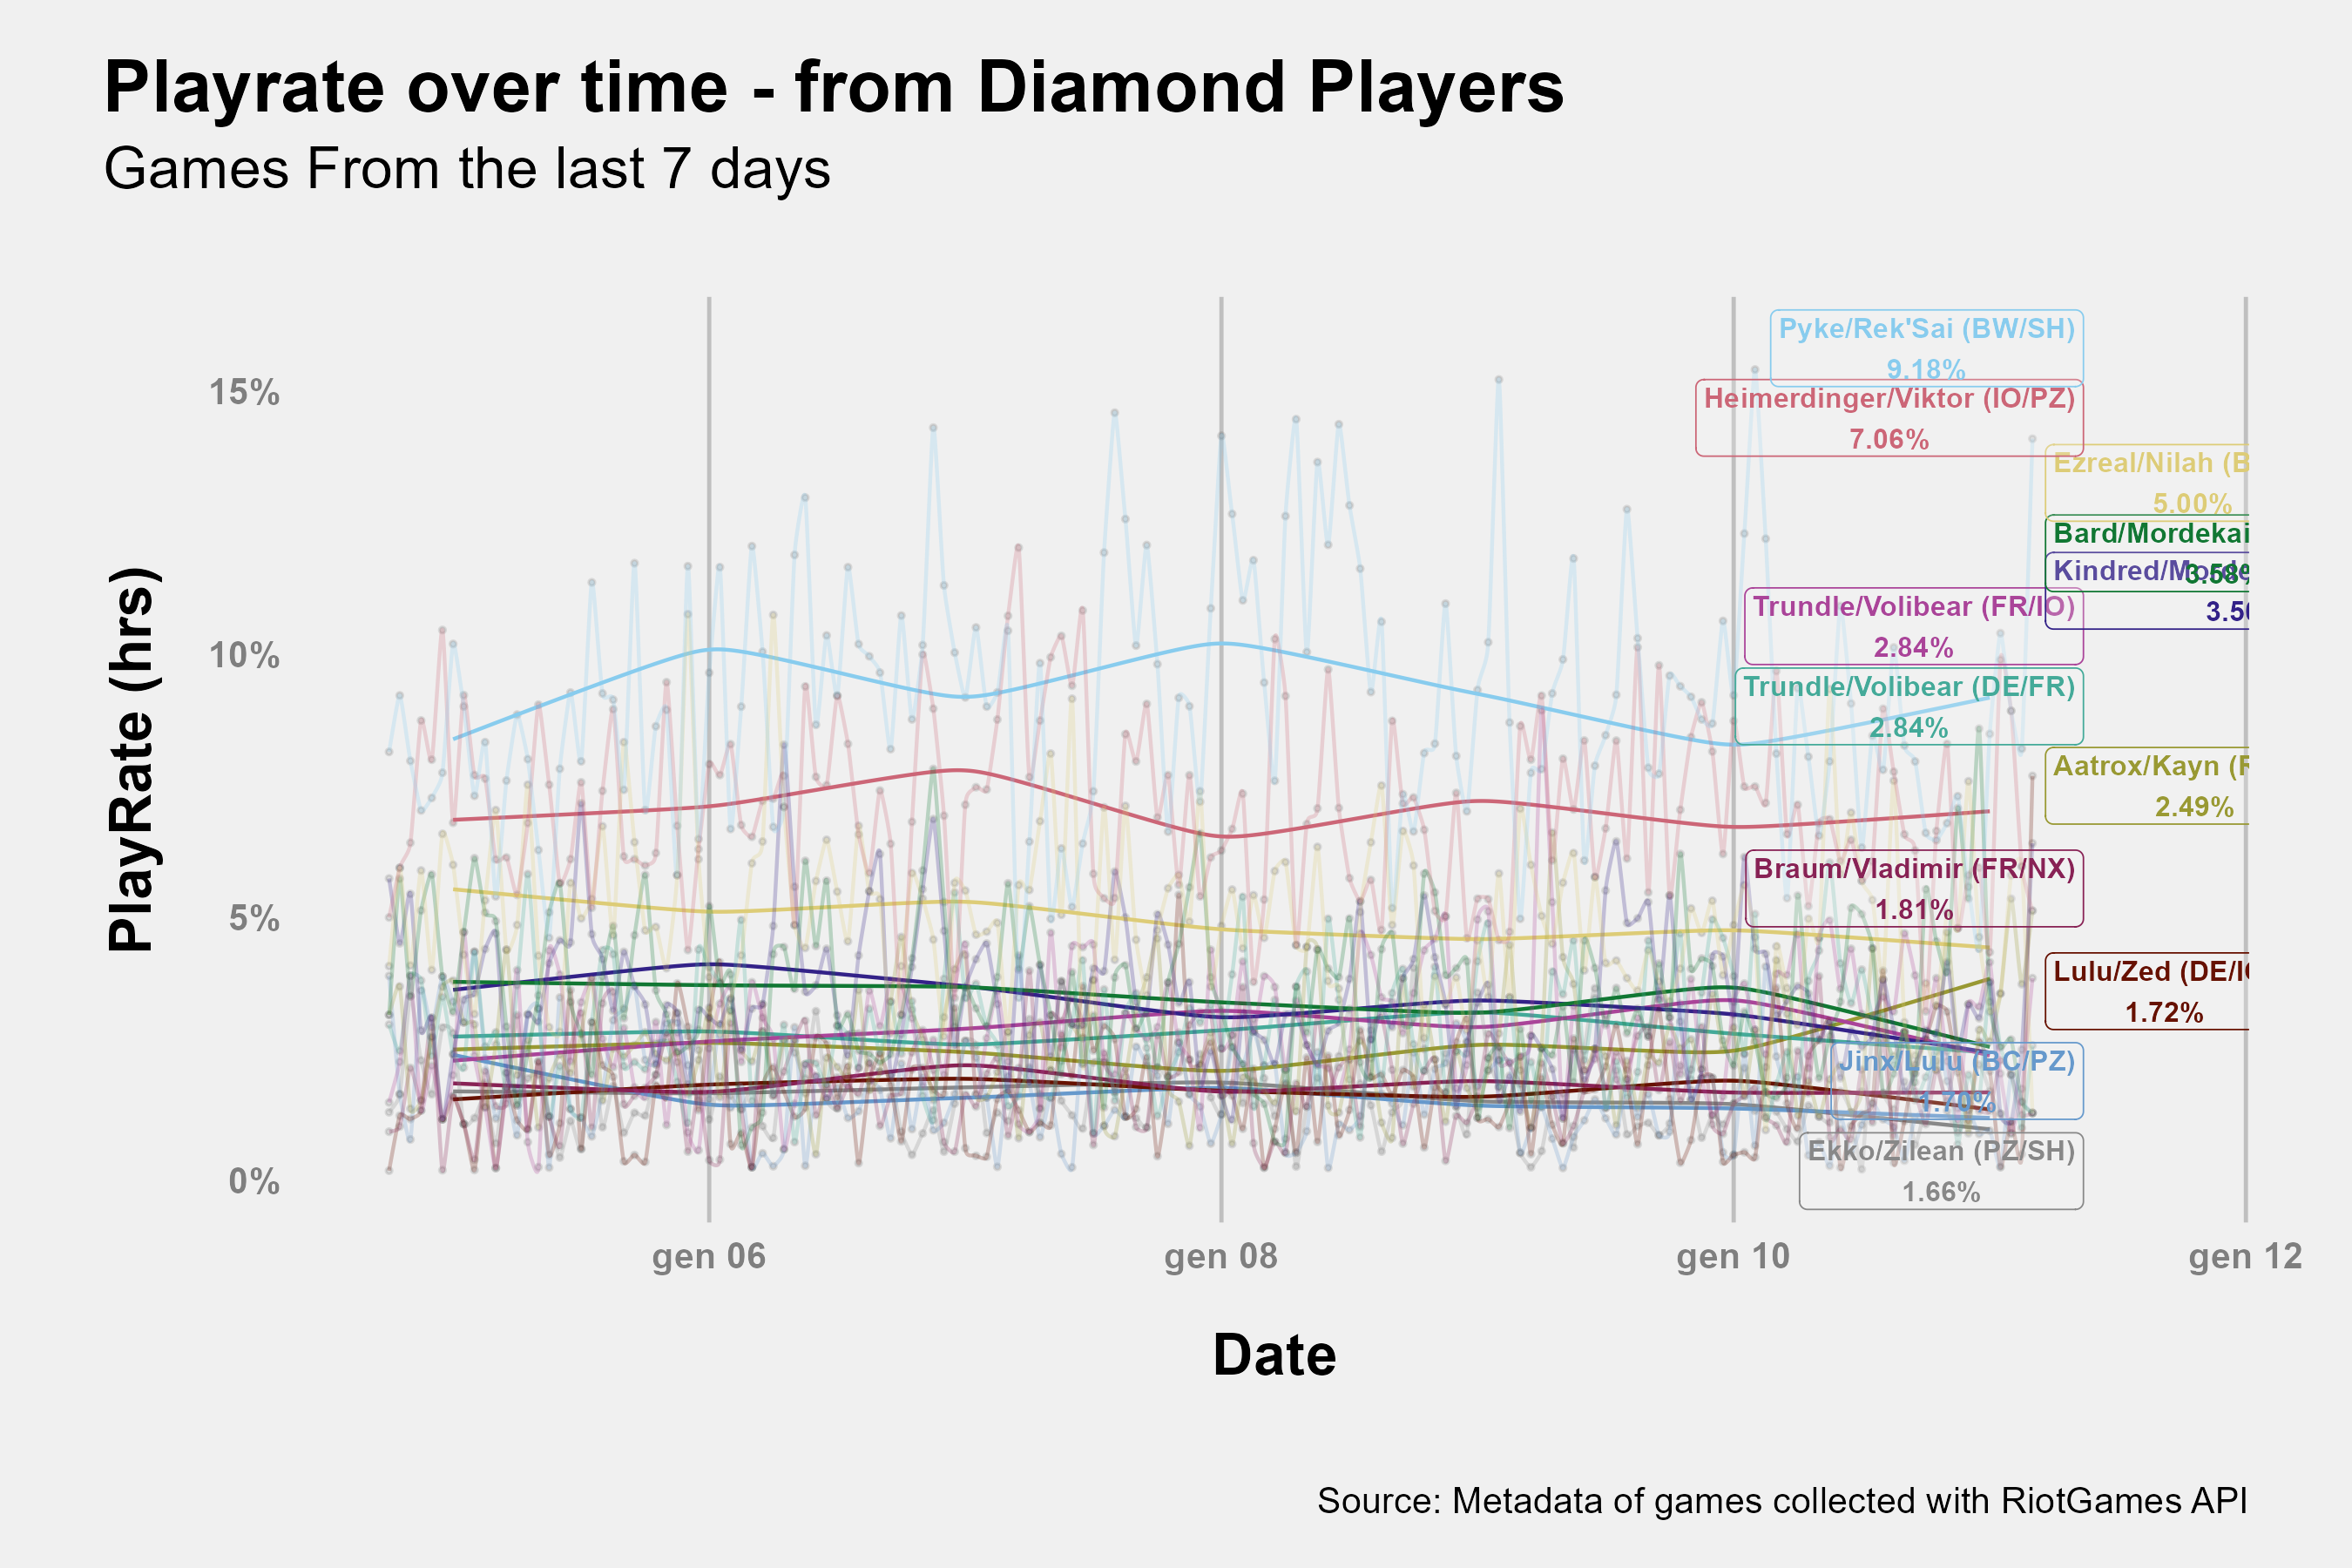 Playrate over time - from Diamond Players
Games From the last 7 days
PlayRate (hrs)
15%
10%
5%
0%
Pyke/Rek'Sai (BW/SH)
9.18%
Heimerdinger/Viktor (IO/PZ)
7.06%
Ezreal/Nilah (B
5.00%
Bard/Mordekai
3.58%
Kindred/Morde
3.50
Trundle/Volibear (FR/IO)
2.84%
Trundle/Volibear (DE/FR)
2.84%
Aatrox/Kayn (F
2.49%
Braum/Vladimir (FR/NX)
1.81%
Lulu/Zed (DE/IO
1.72%
Jinx/Lulu (BC/PZ)
1.70%
Ekko/Zilean (PZ/SH)
1.66%
gen 06
gen 08
gen 10
gen 12
Date
Source: Metadata of games collected with RiotGames API